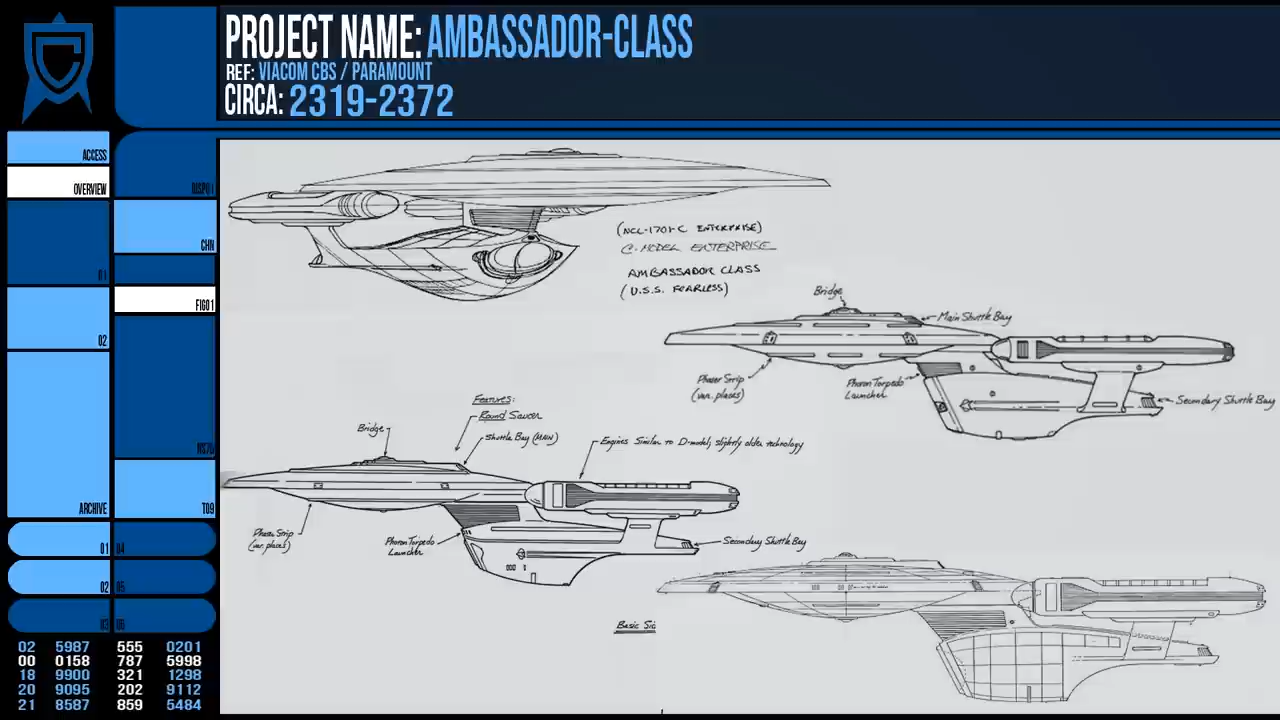 PROJECT NAME: AMBASSADOR-CLASS
REF: VIACOM CBS / PARAMOUNT
CIRCA: 2319-2372
ACCESS
OVERVIEW
01
02
ARCHIVE
CHN
FIG01
T09
01 04
02 05
03 06
02 5987 555 0201
00 0158 787 5998
18 9900 321 1298
20 9095 202 9112
21 8587 859 5484
(NCC-1701-C ENTERPRISE)
C-MODEL ENTERPRISE
AMBASSADOR CLASS
(U.S.S. FEARLESS)
Bridge
Main Shuttle Bay
Phaser Strip
(var. places)
Photon Torpedo
Launcher
Secondary Shuttle Bay
Features:
Round Saucer
Shuttle Bay (MAIN)
Bridge
Engines Similar to D-model, slightly older technology
Phaser Strip
(var. places)
Photon Torpedo
Launcher
Secondary Shuttle Bay
Basic